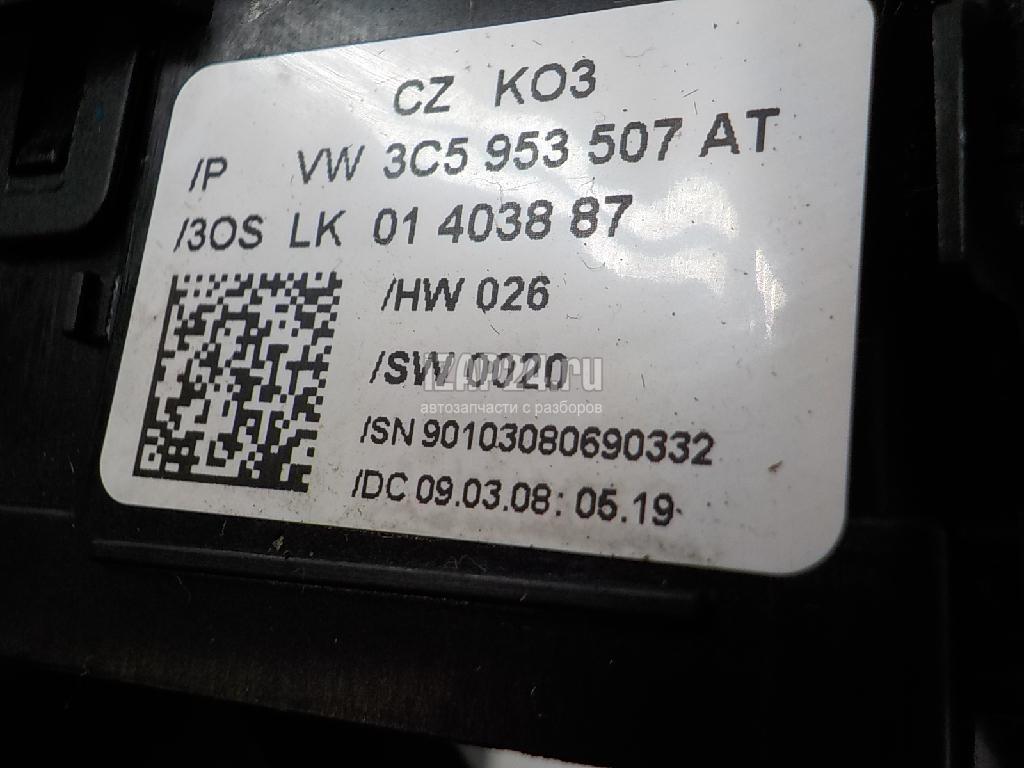 CZ KO3
/P VW 3C5 953 507 AT
/3OS LK 01 4038 87
/HW 026
/SW 0020
IZAP024.ru
автозапчасти с разборов
/SN 90103080690332
/DC 09.03.08: 05.19